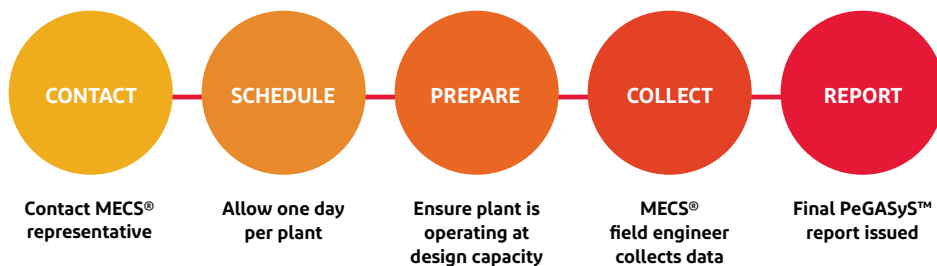 CONTACT
SCHEDULE
PREPARE
COLLECT
REPORT
Contact MECS®
representative
Allow one day
per plant
Ensure plant is
operating at
design capacity
MECS®
field engineer
collects data
Final PeGASyS™
report issued